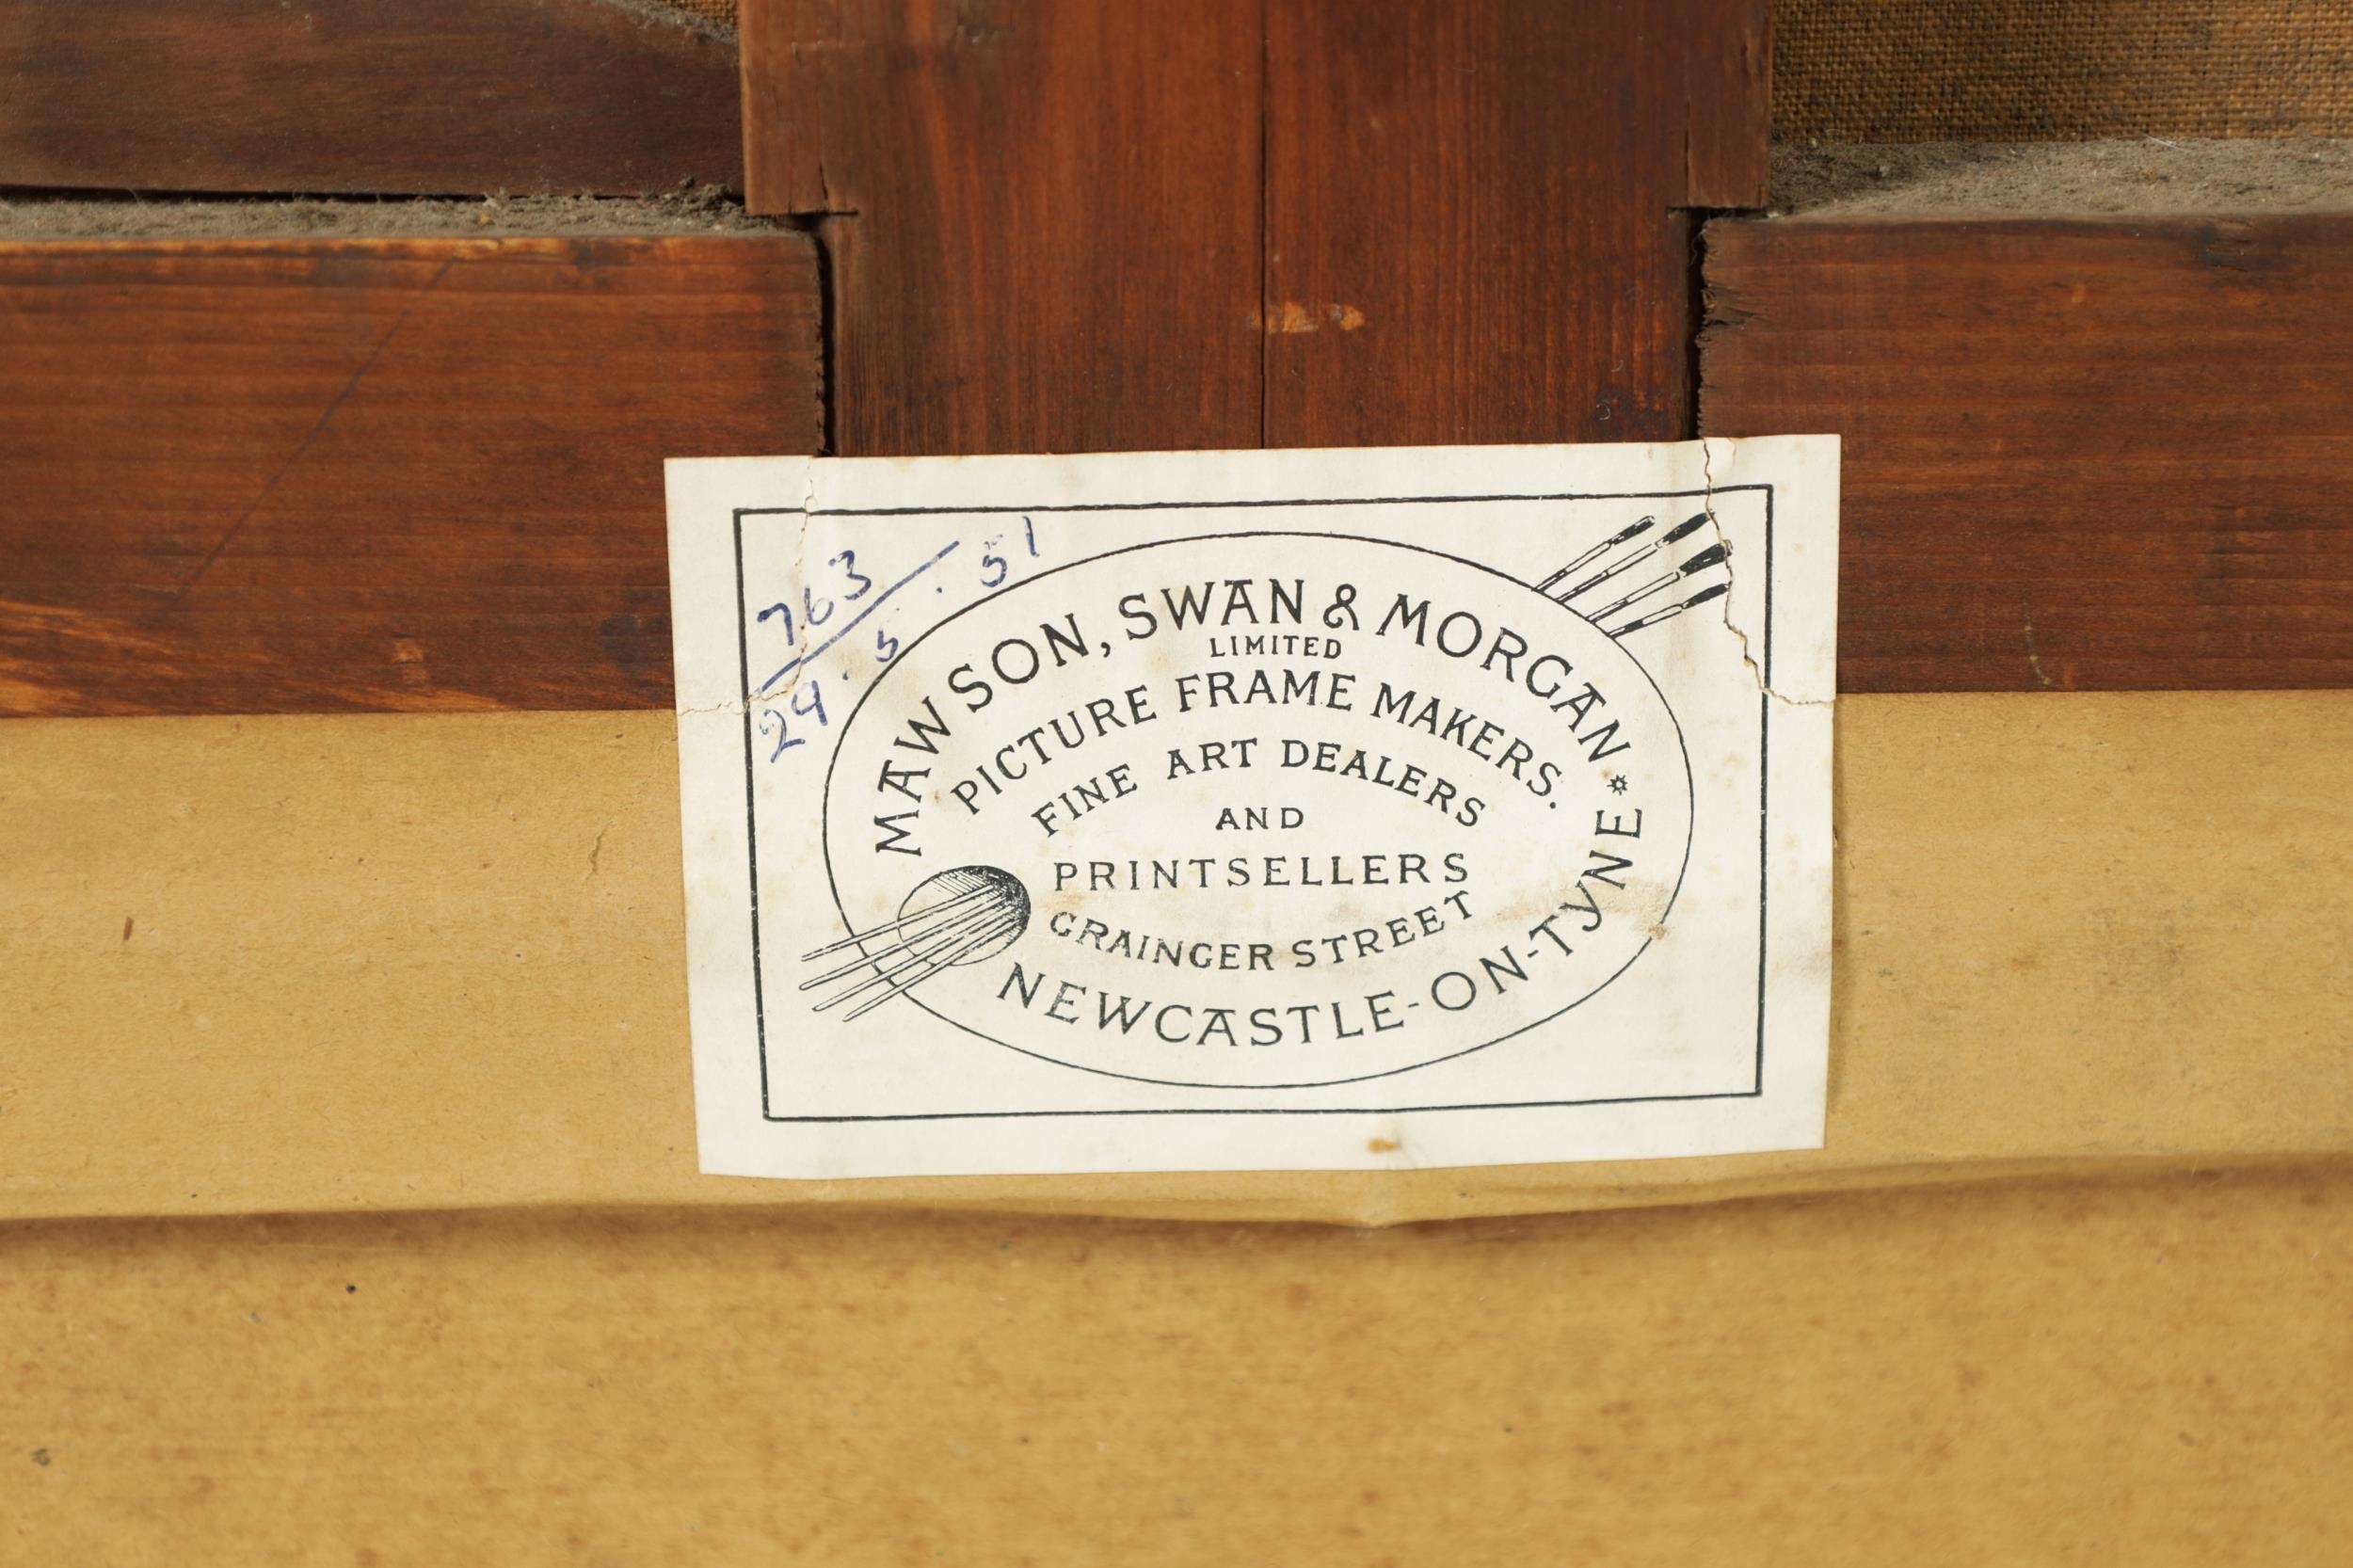 763
29.5.51
MAWSON, SWAN & MORGAN
LIMITED
PICTURE FRAME MAKERS.
FINE ART DEALERS
AND
PRINTSELLERS
GRAINGER STREET
NEWCASTLE-ON-TYNE